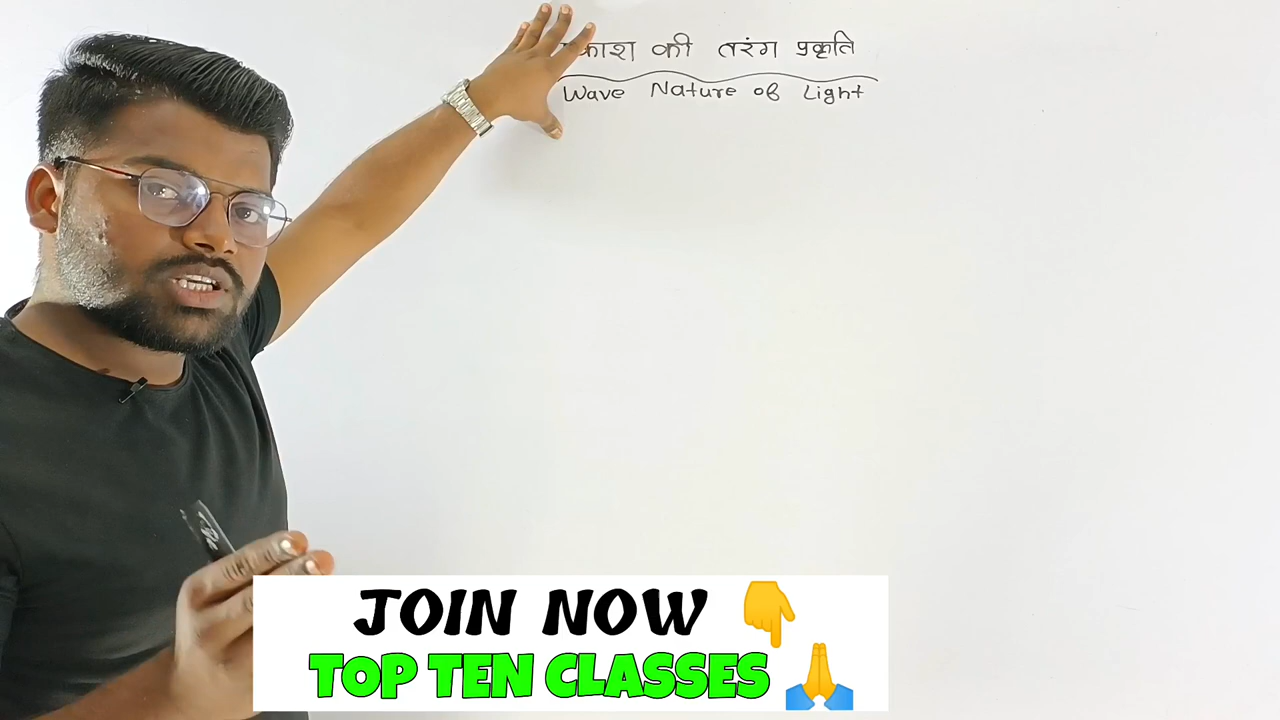 की तरंग प्रकृति
Wave Nature of Light
JOIN NOW 👇
TOP TEN CLASSES 🙏